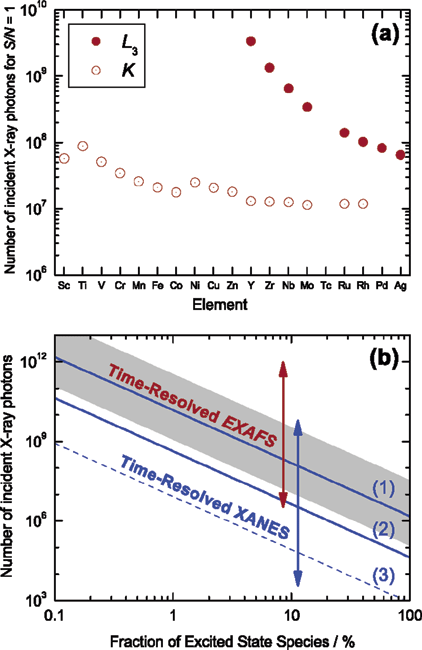 Number of incident X-ray photons for S/N = 1
10^10
10^9
10^8
10^7
10^6
L_3
K
(a)
Sc Ti V Cr Mn Fe Co Ni Cu Zn Y Zr Nb Mo Tc Ru Rh Pd Ag
Element
Number of incident X-ray photons
10^12
10^9
10^6
10^3
(b)
Time-Resolved EXAFS
Time-Resolved XANES
(1)
(2)
(3)
0.1 1 10 100
Fraction of Excited State Species / %